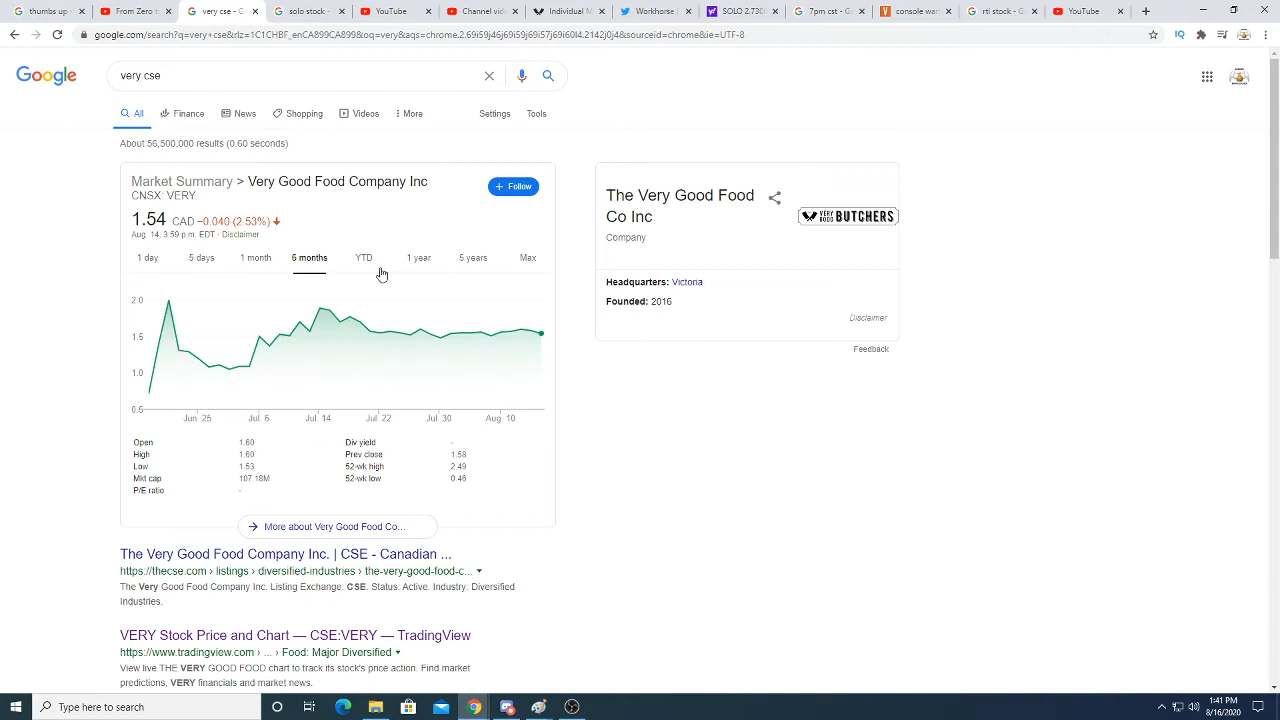 thumbs up -
From Zero t
very cse - G
solo stock -
YouTube
Channel vid
Individual M
Workhorse
SOLO 2.730
7pm cst - G
console war
rti stock - G
YouTube
google.com/search?q=very+cse&rlz=1C1CHBF_enCA899CA899&oq=very&aqs=chrome.2.69i59j46j69i59j69i57j69i60l4.2142j0j4&sourceid=chrome&ie=UTF-8
IQ
Google
very cse
All
Finance
News
Shopping
Videos
More
Settings
Tools
About 56,500,000 results (0.60 seconds)
Market Summary > Very Good Food Company Inc
CNSX: VERY
+ Follow
1.54 CAD −0.040 (2.53%)
Aug. 14, 3:59 p.m. EDT · Disclaimer
1 day 5 days 1 month 6 months YTD 1 year 5 years Max
2.0
1.5
1.0
0.5
Jun. 25 Jul. 6 Jul. 14 Jul. 22 Jul. 30 Aug. 10
Open 1.60 Div yield -
High 1.60 Prev close 1.58
Low 1.53 52-wk high 2.49
Mkt cap 107.18M 52-wk low 0.46
P/E ratio -
More about Very Good Food Co...
The Very Good Food
Co Inc
VERY GOOD BUTCHERS
Company
Headquarters: Victoria
Founded: 2016
Disclaimer
Feedback
The Very Good Food Company Inc. | CSE - Canadian ...
https://thecse.com › listings › diversified-industries › the-very-good-food-c...
The Very Good Food Company Inc. Listing Exchange: CSE. Status. Active. Industry: Diversified
Industries.
VERY Stock Price and Chart — CSE:VERY — TradingView
https://www.tradingview.com › ... › Food: Major Diversified
View live THE VERY GOOD FOOD chart to track its stock's price action. Find market
predictions, VERY financials and market news.
Type here to search
1:41 PM
8/16/2020